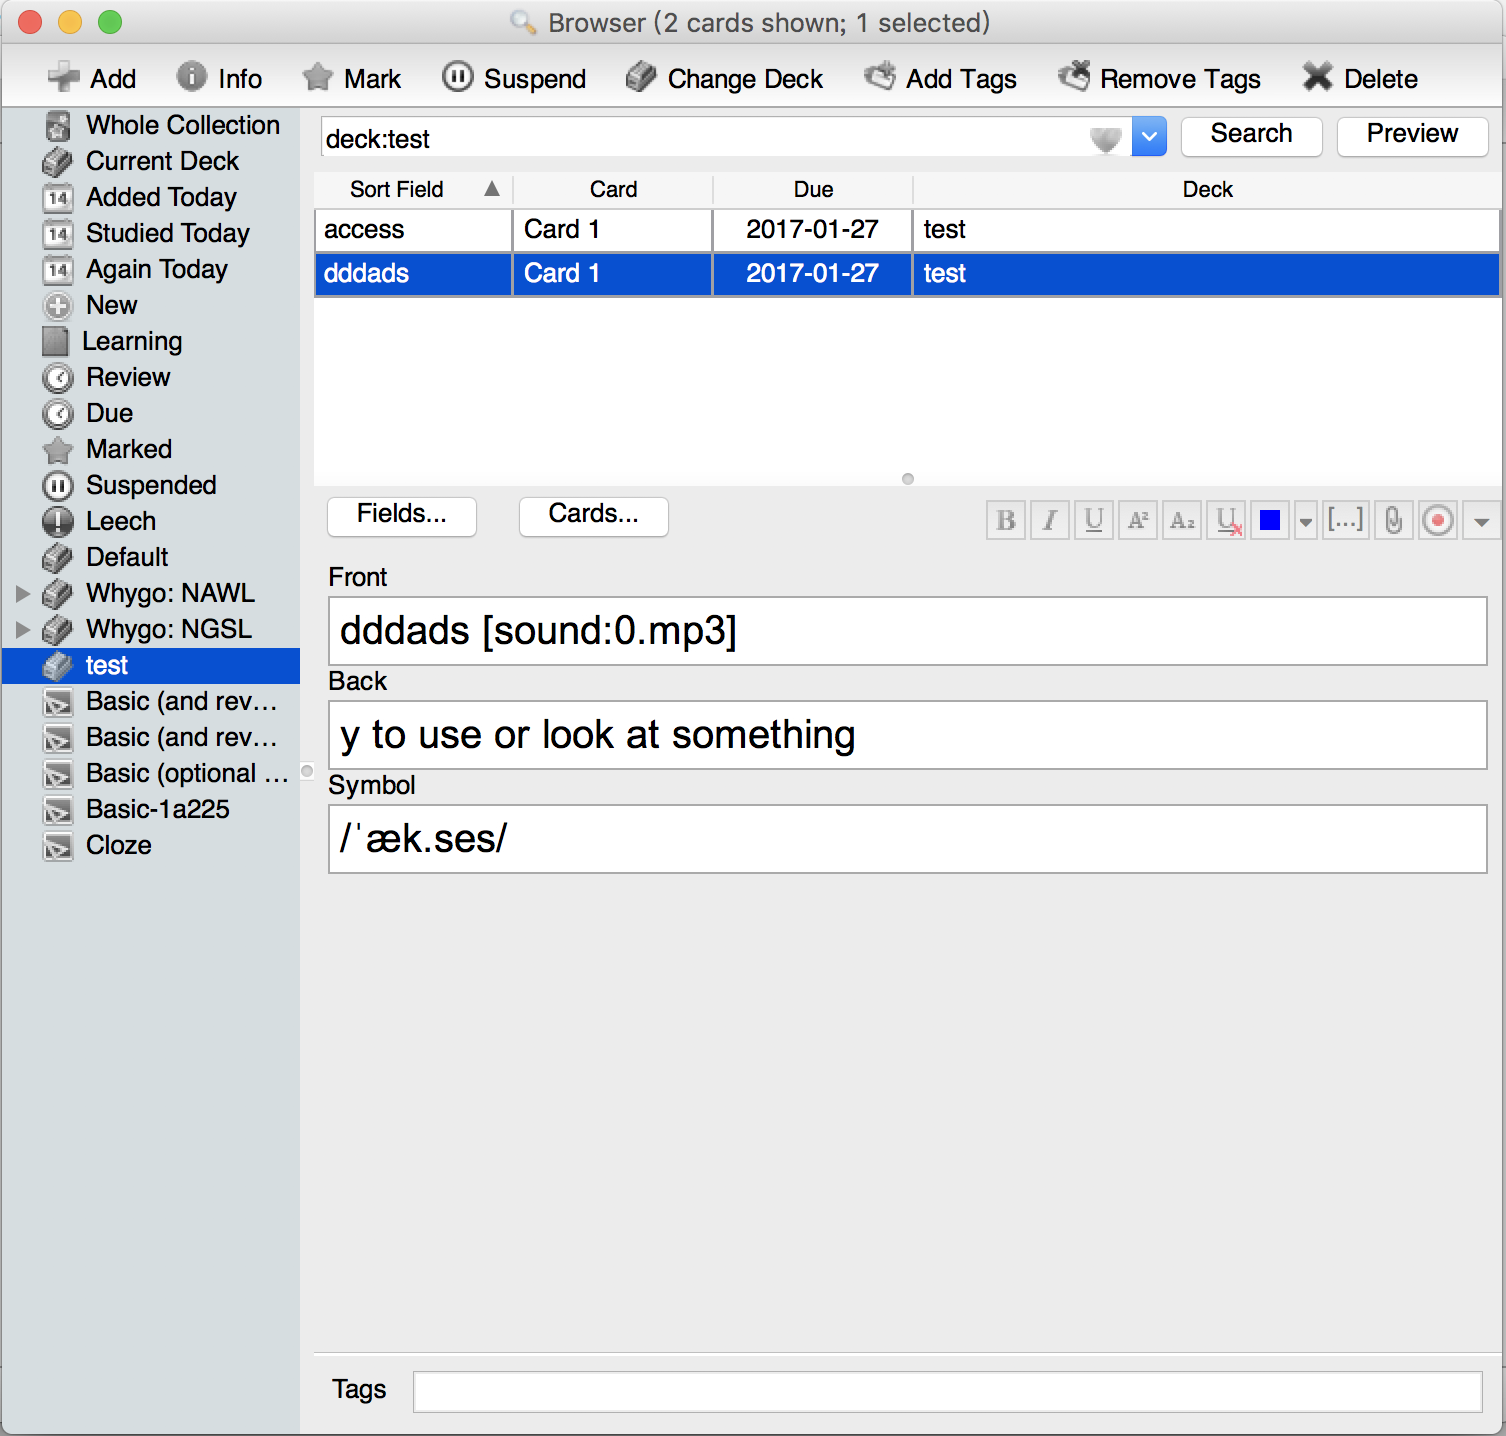 Browser (2 cards shown; 1 selected)
Add Info Mark Suspend Change Deck Add Tags Remove Tags Delete
Whole Collection
Current Deck
14 Added Today
14 Studied Today
14 Again Today
New
Learning
Review
Due
Marked
Suspended
Leech
Default
Whygo: NAWL
Whygo: NGSL
test
Basic (and rev…
Basic (and rev…
Basic (optional …
Basic-1a225
Cloze
deck:test Search Preview
Sort Field Card Due Deck
access Card 1 2017-01-27 test
dddads Card 1 2017-01-27 test
Fields... Cards... B I U A² A₂ U [...]
Front
dddads [sound:0.mp3]
Back
y to use or look at something
Symbol
/ˈæk.ses/
Tags